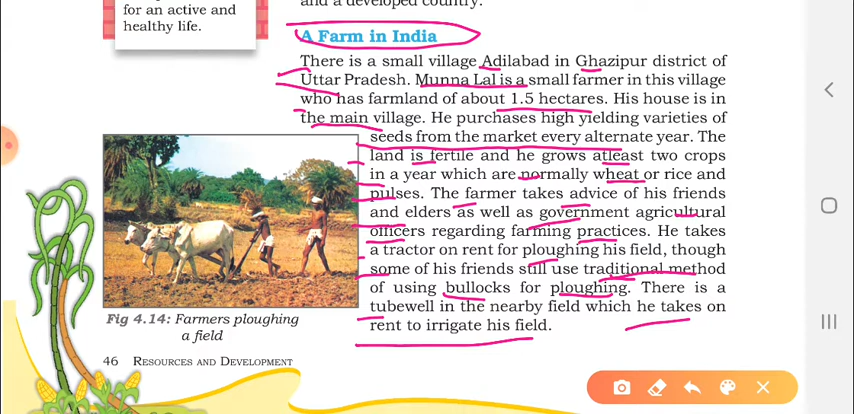 and a developed country.
for an active and
healthy life.
A Farm in India
There is a small village Adilabad in Ghazipur district of
Uttar Pradesh. Munna Lal is a small farmer in this village
who has farmland of about 1.5 hectares. His house is in
the main village. He purchases high yielding varieties of
seeds from the market every alternate year. The
land is fertile and he grows atleast two crops
in a year which are normally wheat or rice and
pulses. The farmer takes advice of his friends
and elders as well as government agricultural
officers regarding farming practices. He takes
a tractor on rent for ploughing his field, though
some of his friends still use traditional method
of using bullocks for ploughing. There is a
tubewell in the nearby field which he takes on
rent to irrigate his field.
Fig 4.14: Farmers ploughing
a field
46 RESOURCES AND DEVELOPMENT